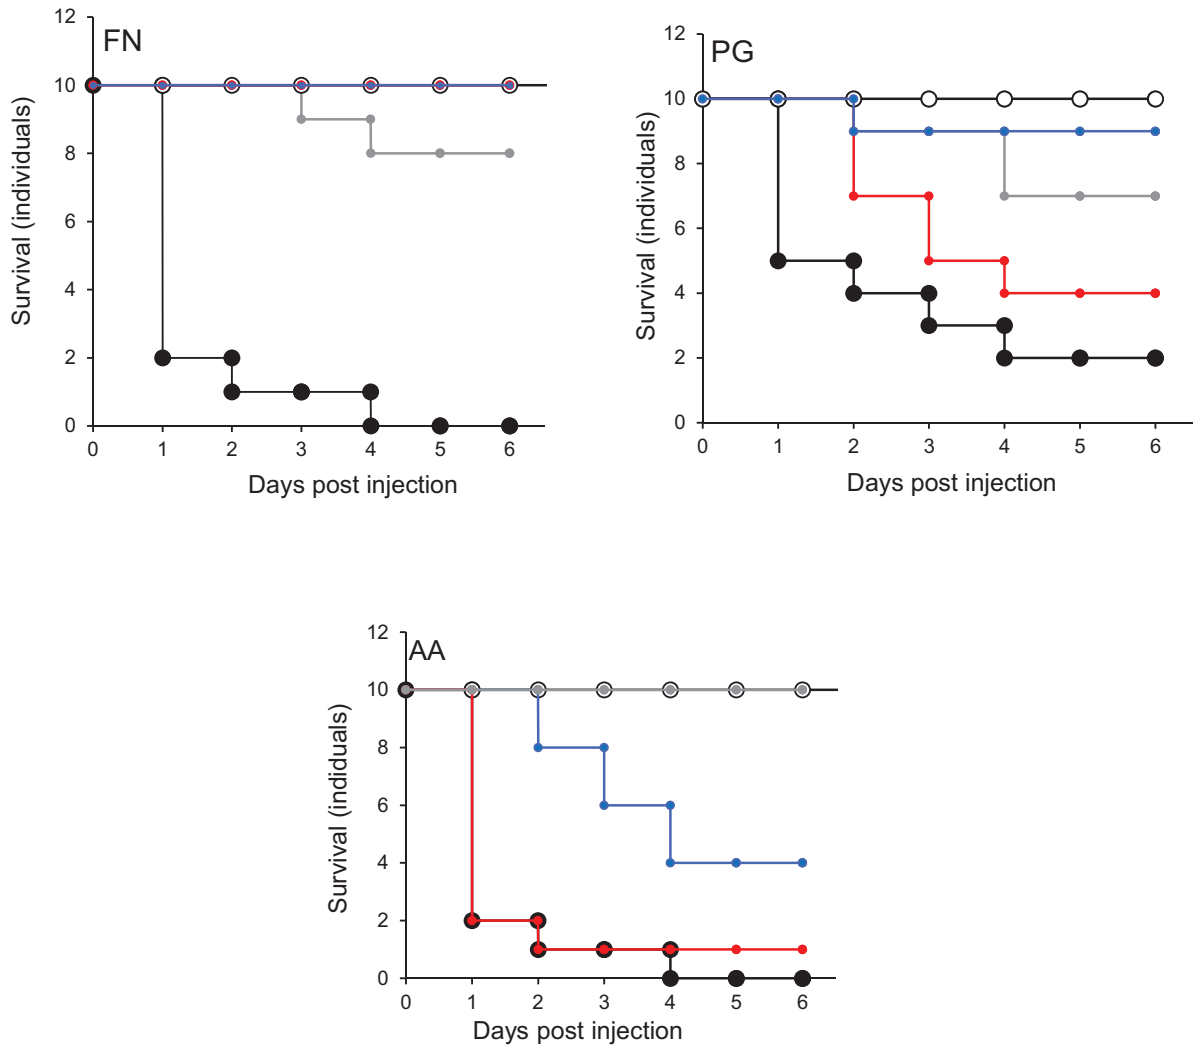 FN
Survival (individuals)
12
10
8
6
4
2
0
0 1 2 3 4 5 6
Days post injection
PG
Survival (individuals)
12
10
8
6
4
2
0
0 1 2 3 4 5 6
Days post injection
AA
Survival (indiduals)
12
10
8
6
4
2
0
0 1 2 3 4 5 6
Days post injection